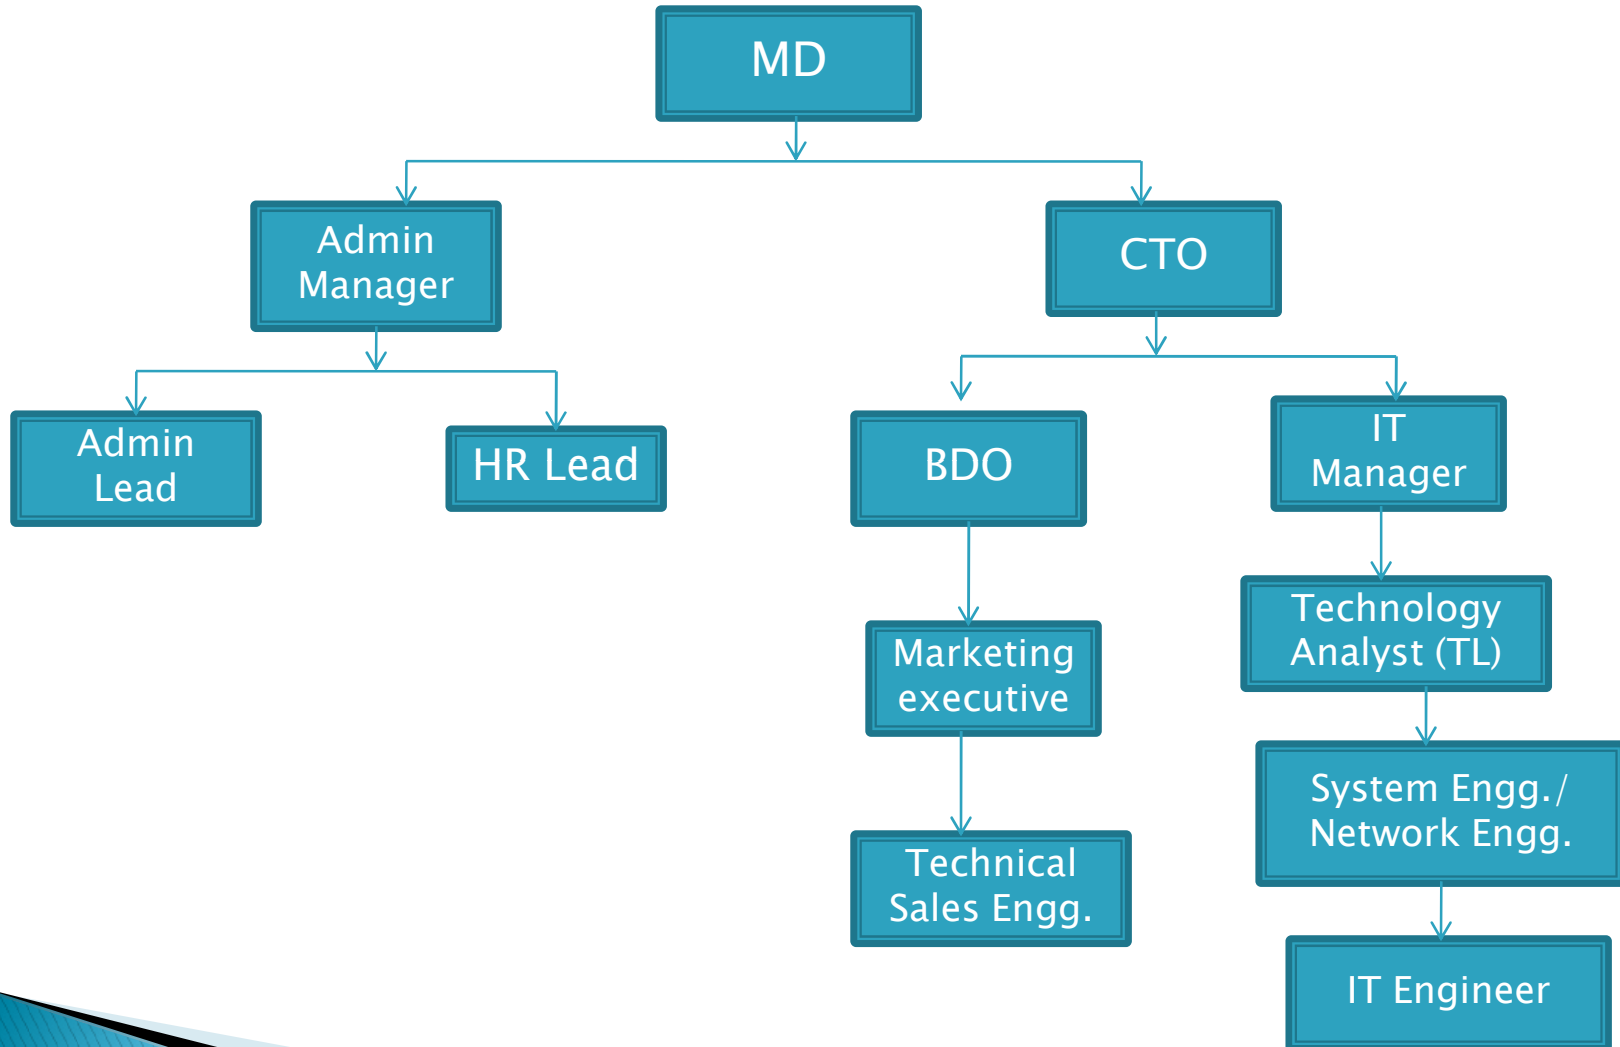 MD
Admin
Manager
CTO
Admin
Lead
HR Lead
BDO
IT
Manager
Marketing
executive
Technology
Analyst (TL)
Technical
Sales Engg.
System Engg./
Network Engg.
IT Engineer